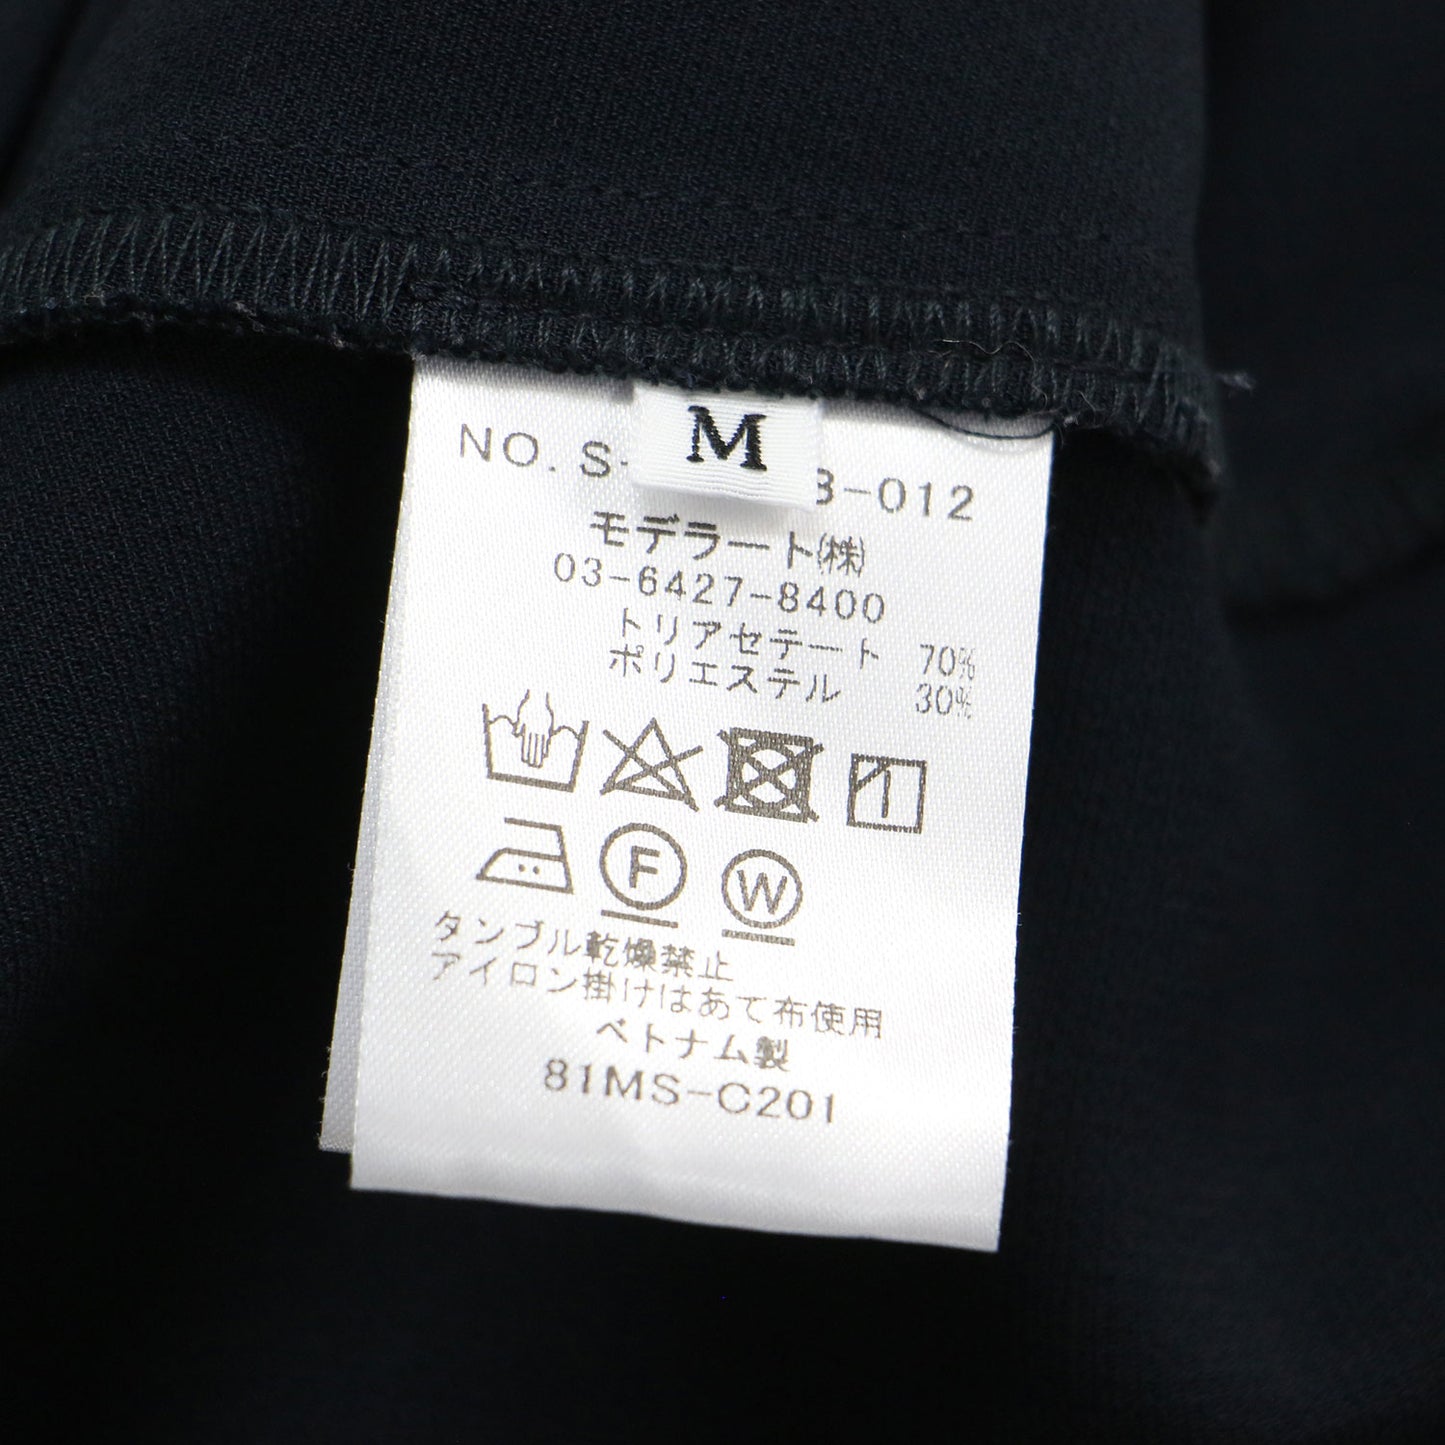 M
NO. S 8-012
モデラート㈱
03-6427-8400
トリアセテート 70%
ポリエステル 30%
F W
タンブル乾燥禁止
アイロン掛けはあて布使用
ベトナム製
81MS-C201